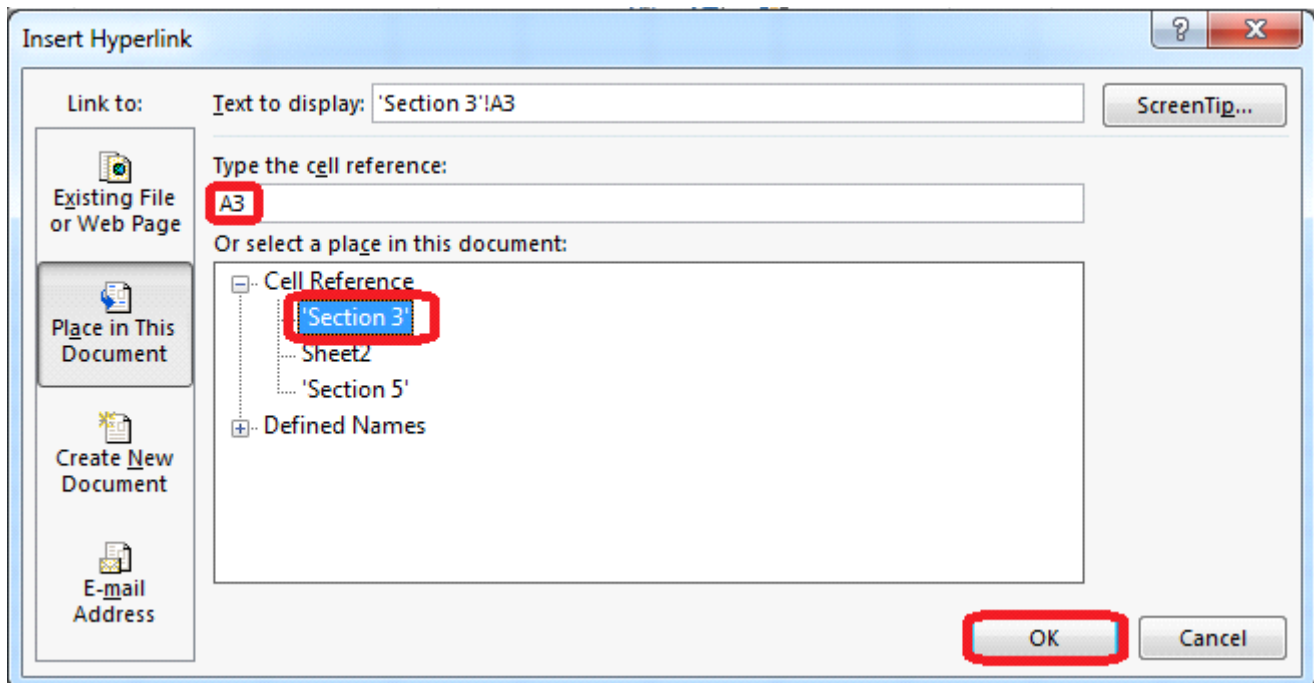 Insert Hyperlink
Link to:
Text to display: 'Section 3'!A3
ScreenTip...
Existing File
or Web Page
Type the cell reference:
A3
Or select a place in this document:
Cell Reference
'Section 3'
Sheet2
'Section 5'
Defined Names
Place in This
Document
Create New
Document
E-mail
Address
OK
Cancel